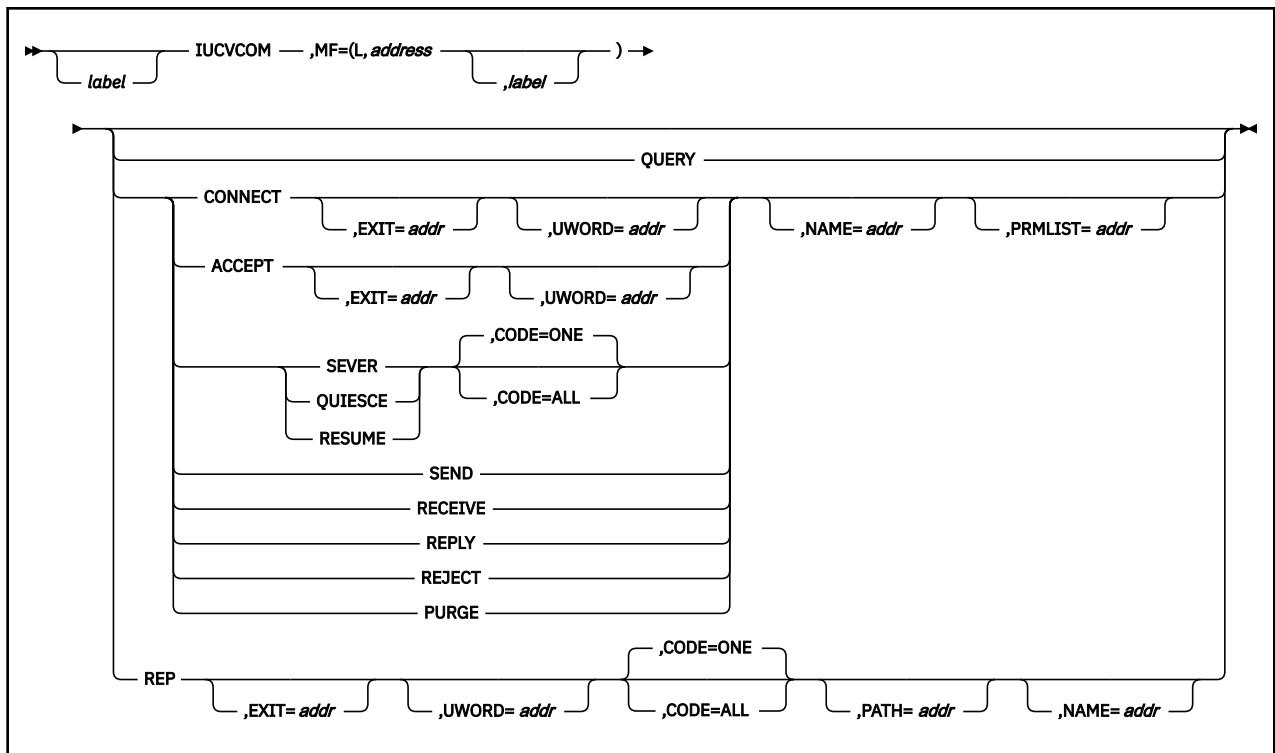 IUCVCOM ,MF=(L, address )
label ,label
QUERY
CONNECT
,EXIT= addr ,UWORD= addr ,NAME= addr ,PRMLIST= addr
ACCEPT
,EXIT= addr ,UWORD= addr
,CODE=ONE
SEVER
QUIESCE ,CODE=ALL
RESUME
SEND
RECEIVE
REPLY
REJECT
PURGE
,CODE=ONE
REP
,EXIT= addr ,UWORD= addr ,CODE=ALL ,PATH= addr ,NAME= addr